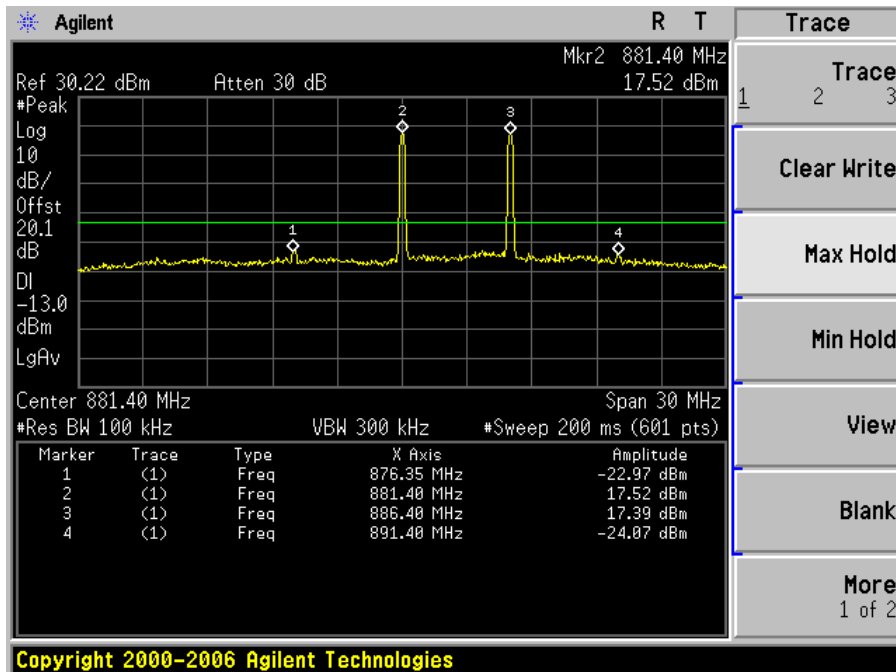 Agilent R T
Mkr2 881.40 MHz
Ref 30.22 dBm Atten 30 dB 17.52 dBm
#Peak
Log
10
dB/
Offst
20.1
dB
DI
-13.0
dBm
LgAv
1
2
3
4
Center 881.40 MHz Span 30 MHz
#Res BW 100 kHz VBW 300 kHz #Sweep 200 ms (601 pts)
Marker Trace Type X Axis Amplitude
1 (1) Freq 876.35 MHz -22.97 dBm
2 (1) Freq 881.40 MHz 17.52 dBm
3 (1) Freq 886.40 MHz 17.39 dBm
4 (1) Freq 891.40 MHz -24.07 dBm
Trace
Trace
1 2 3
Clear Write
Max Hold
Min Hold
View
Blank
More
1 of 2
Copyright 2000-2006 Agilent Technologies